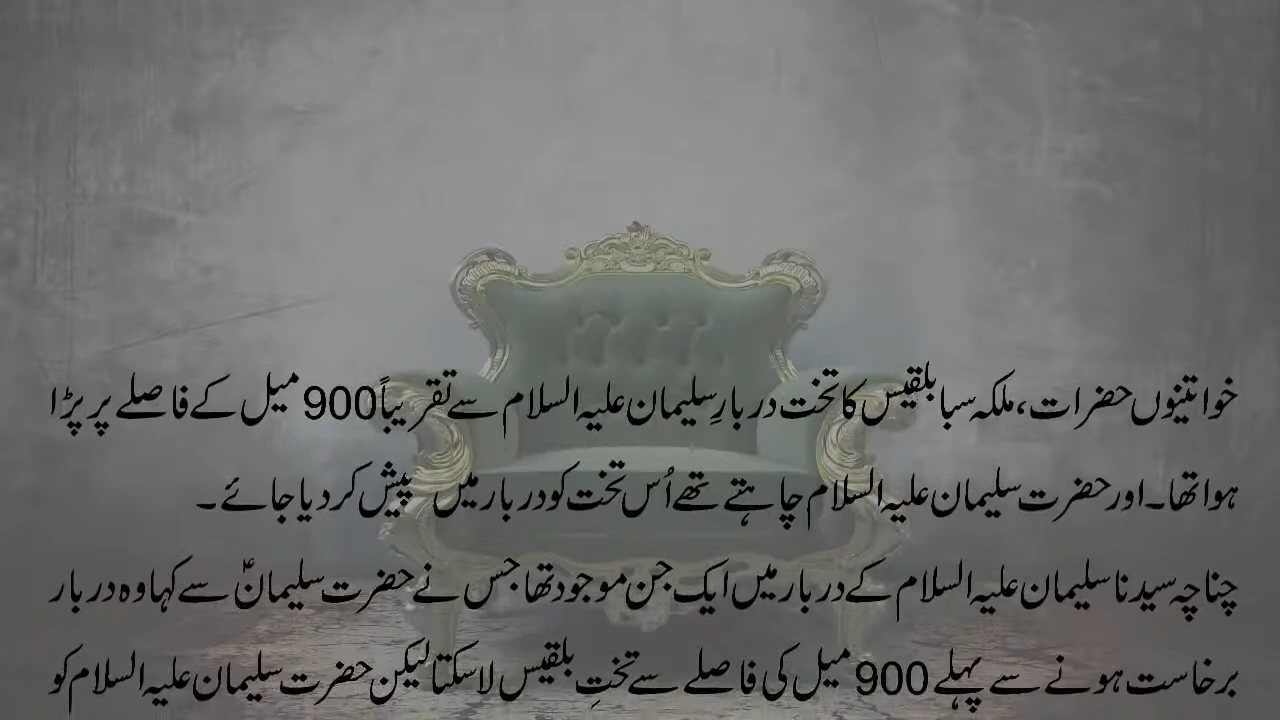 خواتینوں حضرات، ملکہ سبا بلقیس کا تخت دربارِ سلیمان علیہ السلام سے تقریباً 900 میل کے فاصلے پر پڑا
ہوا تھا۔ اور حضرت سلیمان علیہ السلام چاہتے تھے اُس تخت کو دربار میں پیش کر دیا جائے۔
چناچہ سیدنا سلیمان علیہ السلام کے دربار میں ایک جن موجود تھا جس نے حضرت سلیمانؑ سے کہا وہ دربار
برخاست ہونے سے پہلے 900 میل کی فاصلے سے تختِ بلقیس لا سکتا لیکن حضرت سلیمان علیہ السلام کو